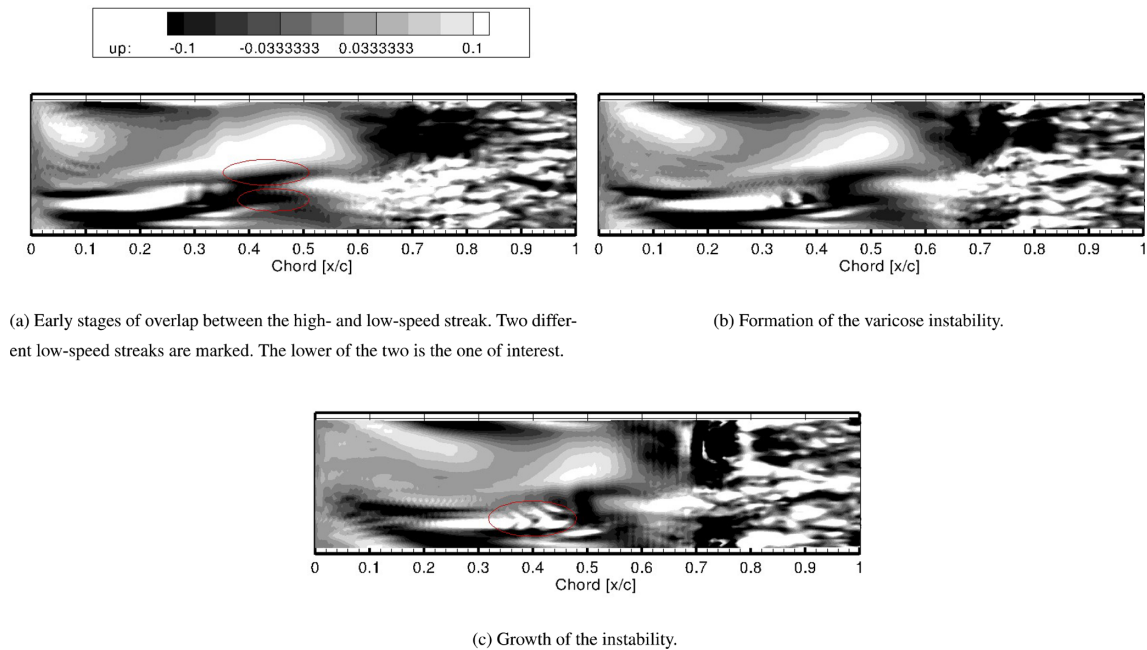 up: -0.1 -0.0333333 0.0333333 0.1
0 0.1 0.2 0.3 0.4 0.5 0.6 0.7 0.8 0.9 1
Chord [x/c]
0 0.1 0.2 0.3 0.4 0.5 0.6 0.7 0.8 0.9 1
Chord [x/c]
(a) Early stages of overlap between the high- and low-speed streak. Two differ-
ent low-speed streaks are marked. The lower of the two is the one of interest.
(b) Formation of the varicose instability.
0 0.1 0.2 0.3 0.4 0.5 0.6 0.7 0.8 0.9 1
Chord [x/c]
(c) Growth of the instability.